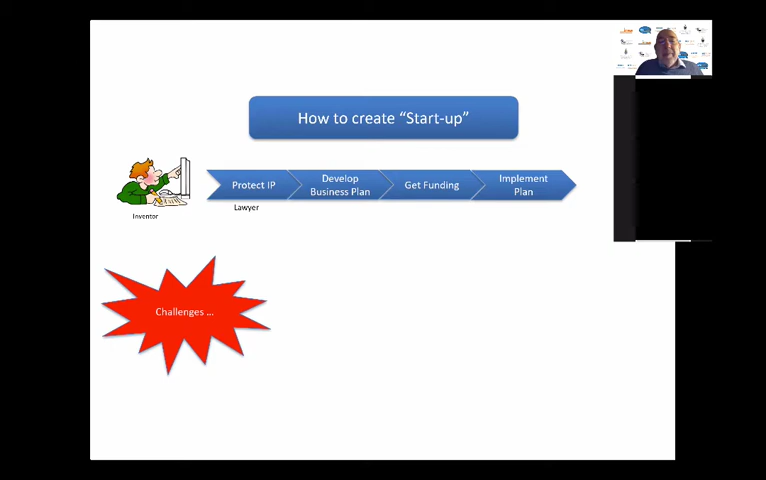 How to create “Start-up”
Protect IP
Develop
Business Plan
Get Funding
Implement
Plan
Inventor
Lawyer
Challenges ...